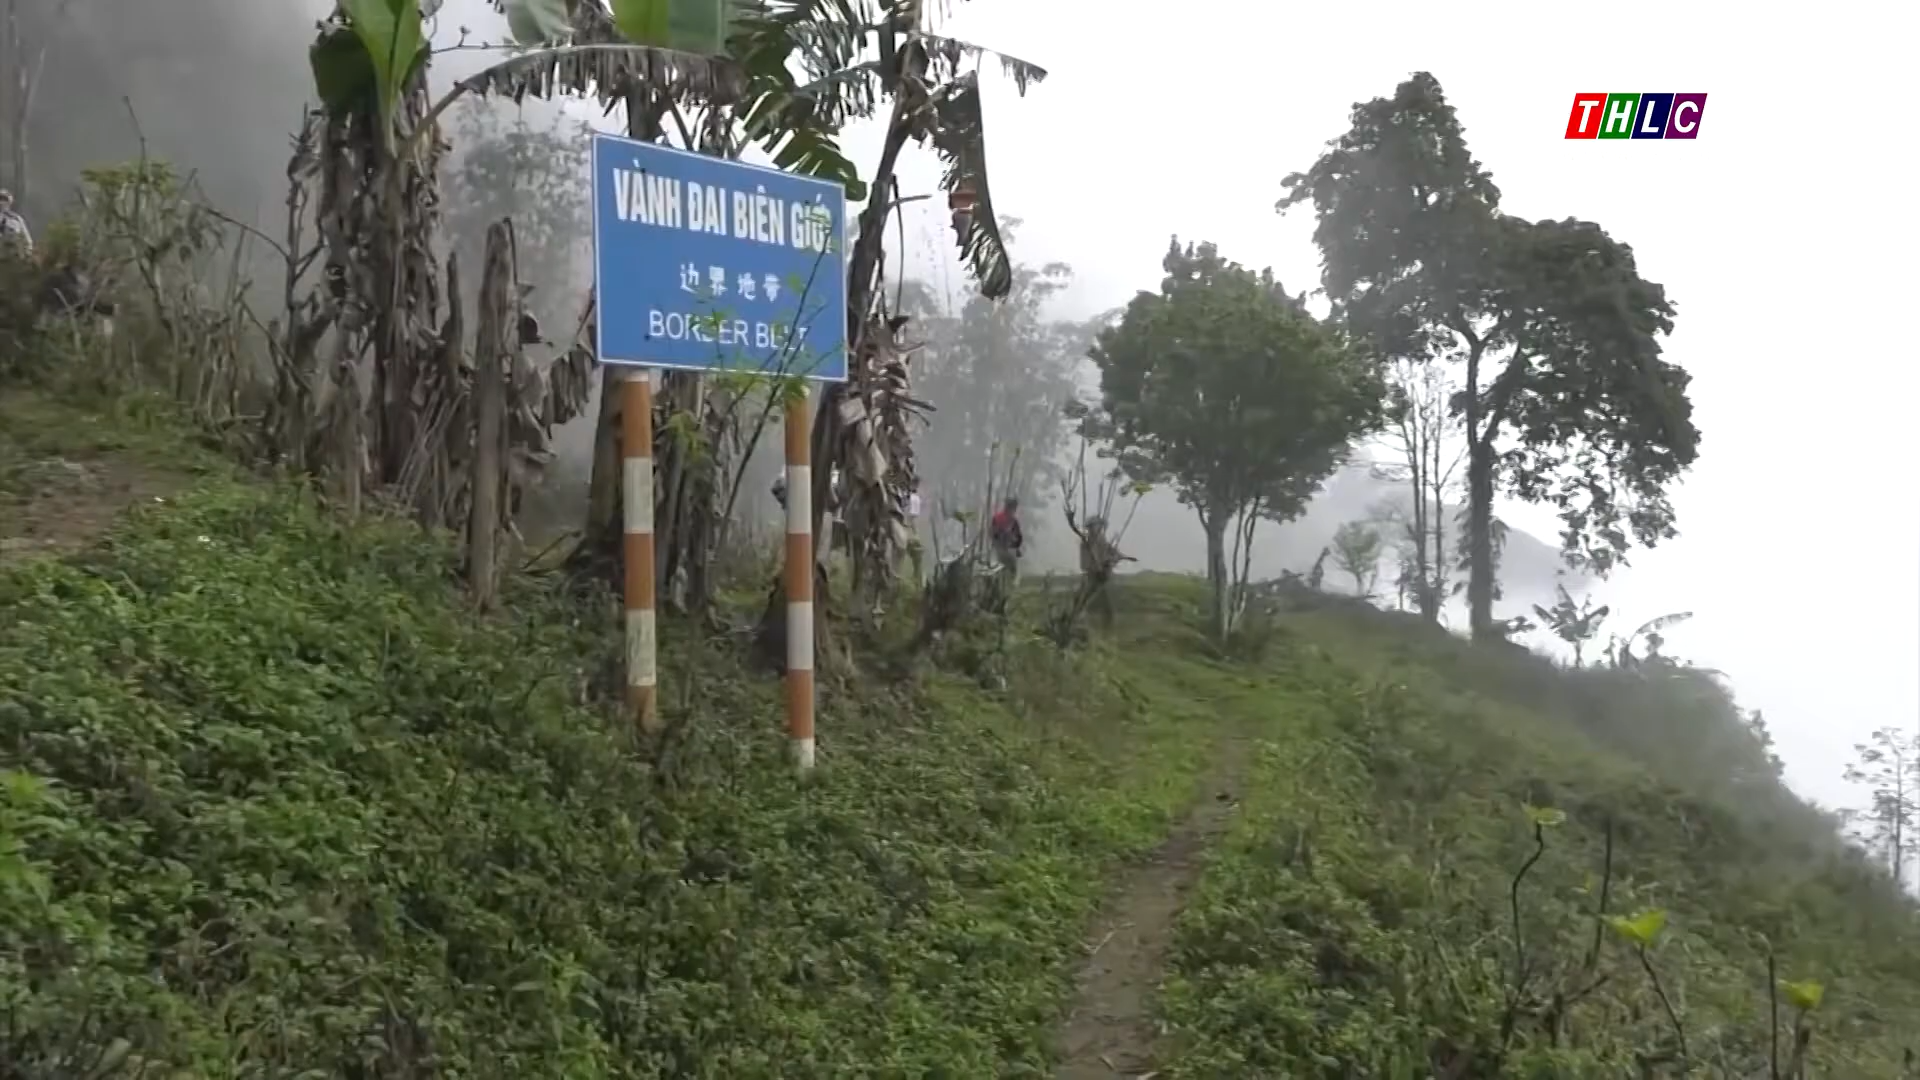 THLC
VÀNH ĐAI BIÊN GIỚI
边界地带
BORDER BELT